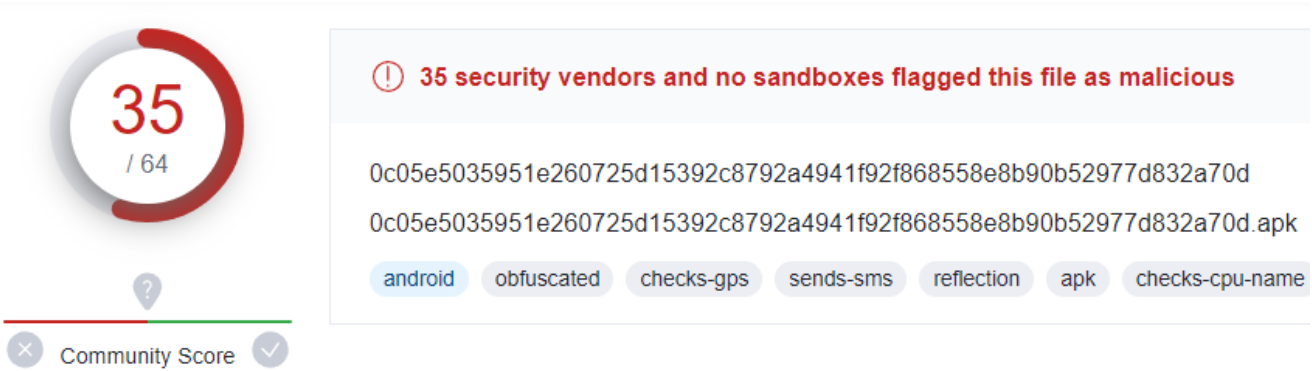 35
/ 64
?
Community Score
35 security vendors and no sandboxes flagged this file as malicious
0c05e5035951e260725d15392c8792a4941f92f868558e8b90b52977d832a70d
0c05e5035951e260725d15392c8792a4941f92f868558e8b90b52977d832a70d.apk
android obfuscated checks-gps sends-sms reflection apk checks-cpu-name